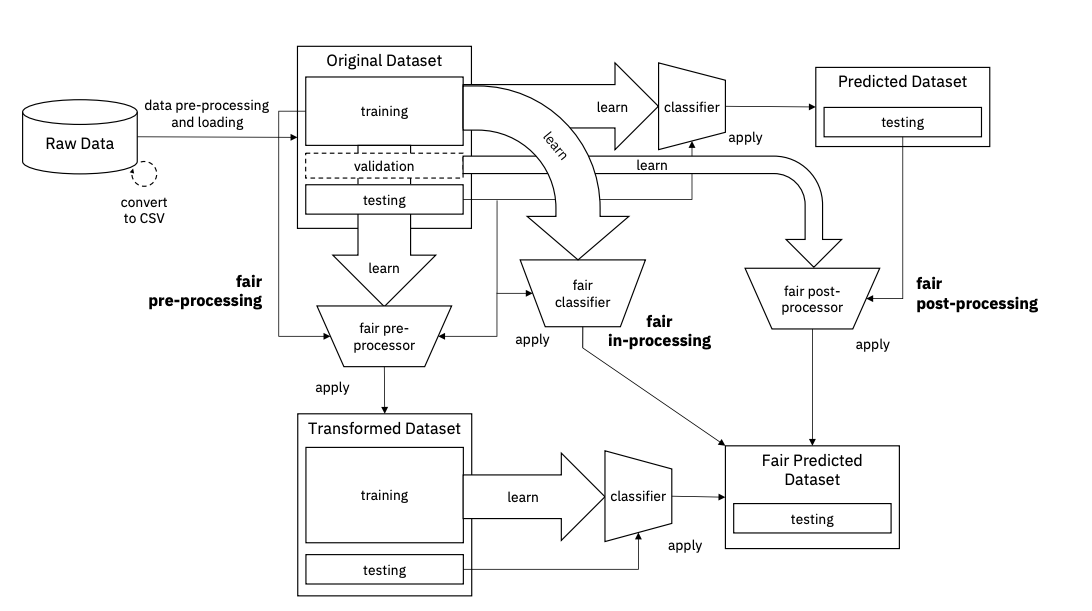 Original Dataset
training
validation
testing
data pre-processing
and loading
Raw Data
convert
to CSV
learn
classifier
apply
Predicted Dataset
testing
learn
learn
learn
fair
pre-processing
fair pre-
processor
apply
fair
classifier
apply
fair
in-processing
fair post-
processor
apply
fair
post-processing
Transformed Dataset
training
testing
learn
classifier
apply
Fair Predicted
Dataset
testing